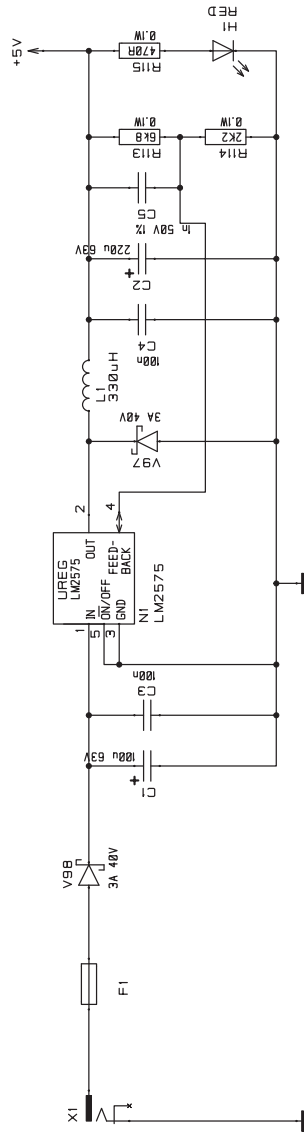 X1
F1
V98
3A 40V
C1
100u 63V
C3
100n
UREG
LM2575
1
IN
OUT
2
5
ON/OFF
3
GND
FEED-
BACK
4
N1
LM2575
V97
3A 40V
L1
330uH
C4
100n
C2
220u 63V
C5
1n 50V 1%
R113
6k8
0.1W
R114
2K2
0.1W
R115
470R
0.1W
H1
RED
+5V